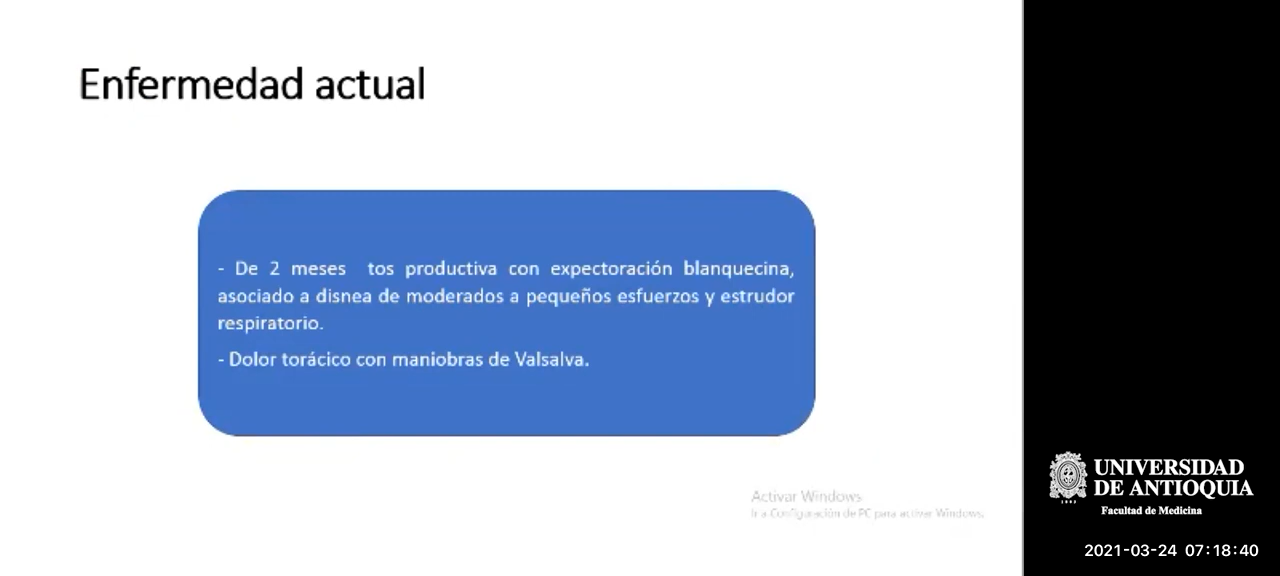 Enfermedad actual
- De 2 meses tos productiva con expectoración blanquecina,
asociado a disnea de moderados a pequeños esfuerzos y estrudor
respiratorio.
- Dolor torácico con maniobras de Valsalva.
Activar Windows
Ir a Configuración de PC para activar Windows.
UNIVERSIDAD
DE ANTIOQUIA
1803
Facultad de Medicina
2021-03-24 07:18:40